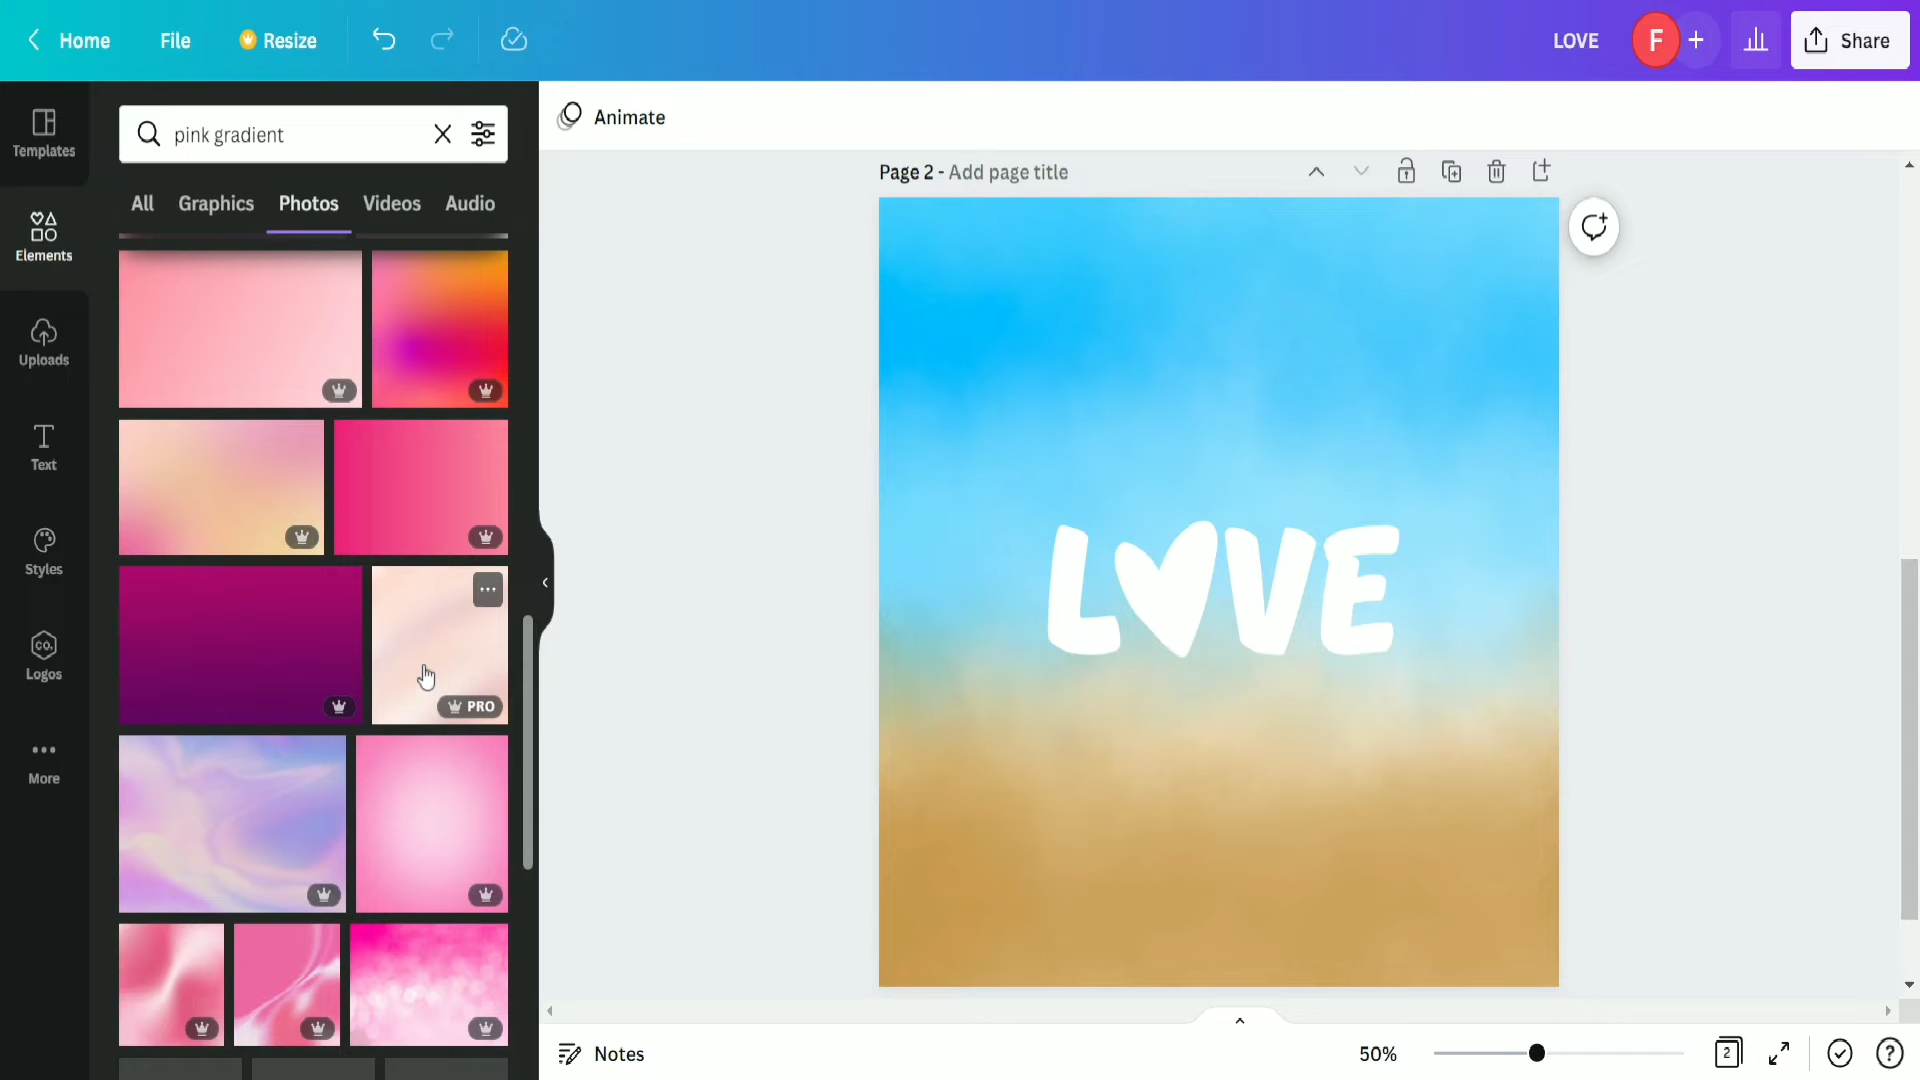 Home
File
Resize
LOVE
F
Share
Templates
Elements
Uploads
Text
Styles
CO.
Logos
More
pink gradient
All
Graphics
Photos
Videos
Audio
PRO
Animate
Page 2 - Add page title
LOVE
Notes
50%
2
?